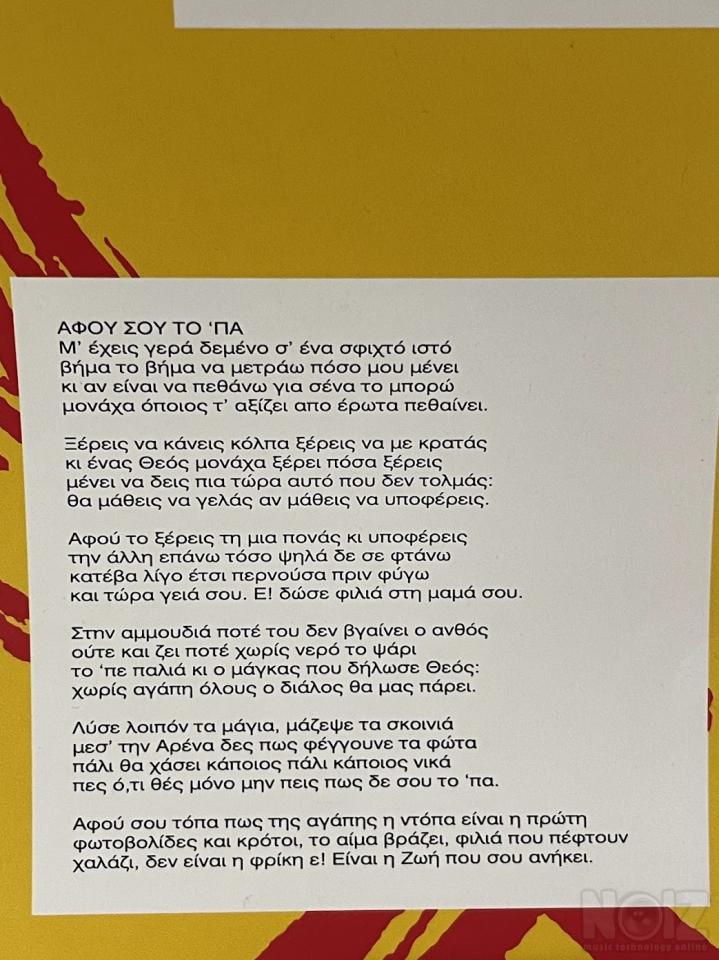 ΑΦΟΥ ΣΟΥ ΤΟ ‘ΠΑ
Μ’ έχεις γερά δεμένο σ’ ένα σφιχτό ιστό
βήμα το βήμα να μετράω πόσο μου μένει
κι αν είναι να πεθάνω για σένα το μπορώ
μονάχα όποιος τ’ αξίζει απο έρωτα πεθαίνει.

Ξέρεις να κάνεις κόλπα ξέρεις να με κρατάς
κι ένας Θεός μονάχα ξέρει πόσα ξέρεις
μένει να δεις πια τώρα αυτό που δεν τολμάς:
θα μάθεις να γελάς αν μάθεις να υποφέρεις.

Αφού το ξέρεις τη μια πονάς κι υποφέρεις
την άλλη επάνω τόσο ψηλά δε σε φτάνω
κατέβα λίγο έτσι περνούσα πριν φύγω
και τώρα γειά σου. Ε! δώσε φιλιά στη μαμά σου.

Στην αμμουδιά ποτέ του δεν βγαίνει ο ανθός
ούτε και ζει ποτέ χωρίς νερό το ψάρι
το ‘πε παλιά κι ο μάγκας που δήλωσε Θεός:
χωρίς αγάπη όλους ο διάλος θα μας πάρει.

Λύσε λοιπόν τα μάγια, μάζεψε τα σκοινιά
μεσ’ την Αρένα δες πως φέγγουνε τα φώτα
πάλι θα χάσει κάποιος πάλι κάποιος νικά
πες ό,τι θές μόνο μην πεις πως δε σου το ‘πα.

Αφού σου τόπα πως της αγάπης η ντόπα είναι η πρώτη
φωτοβολίδες και κρότοι, το αίμα βράζει, φιλιά που πέφτουν
χαλάζι, δεν είναι η φρίκη ε! Είναι η Ζωή που σου ανήκει.
NOIZ
music technology online